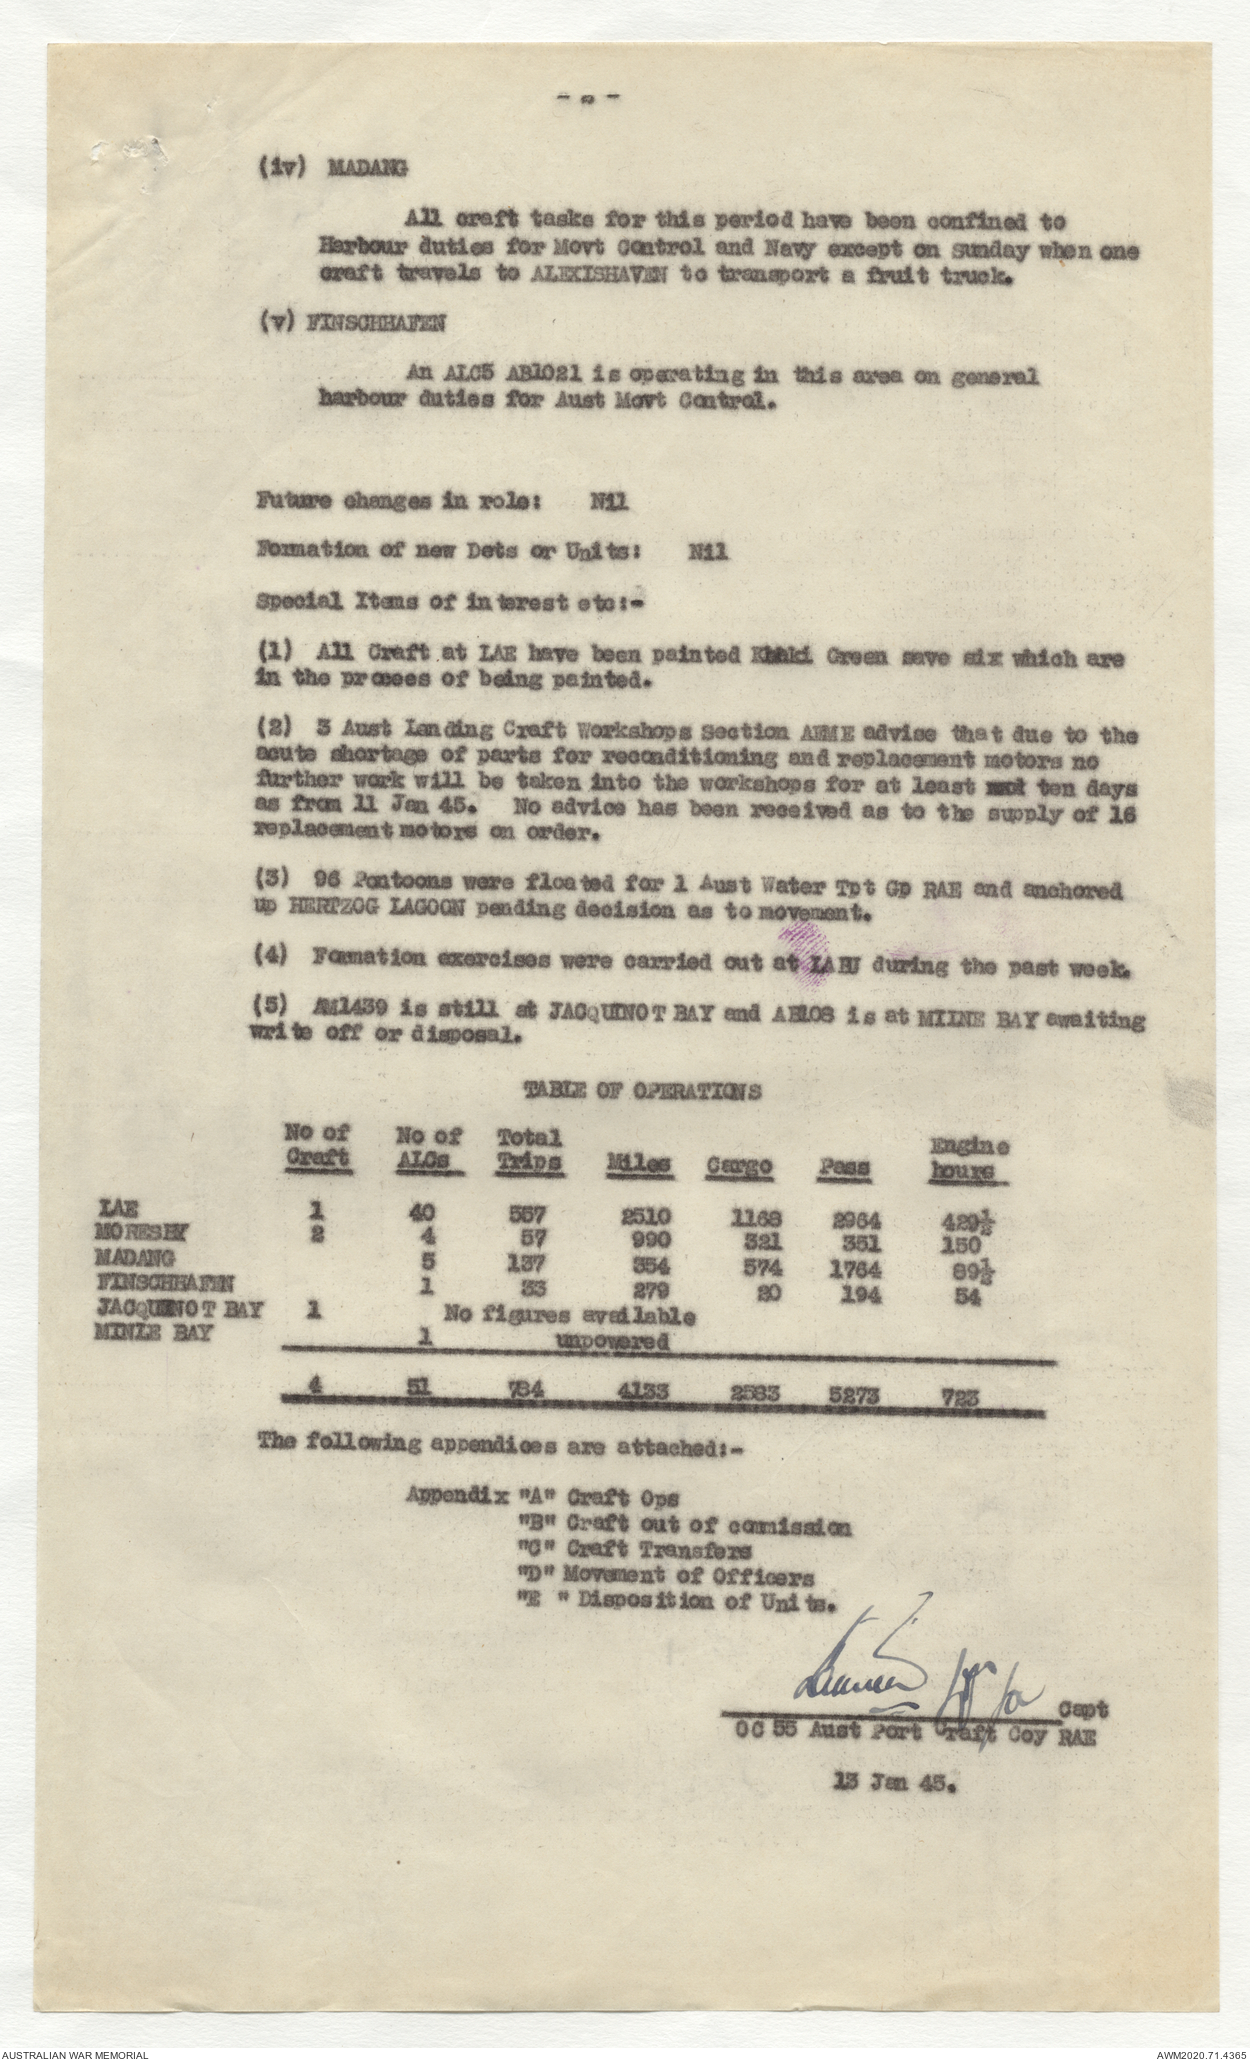 - 2 -
(iv) MADANG
All craft tasks for this period have been confined to
Harbour duties for Movt Control and Navy except on sunday when one
craft travels to ALEXISHAVEN to transport a fruit truck.
(v) FINSCHHAFEN
An ALC5 AB1021 is operating in this area on general
harbour duties for Aust Movt Control.
Future changes in role: Nil
Formation of new Dets or Units: Nil
Special Items of interest etc:-
(1) All Craft at LAE have been painted Khaki Green save six which are
in the process of being painted.
(2) 3 Aust Landing Craft Workshops Section AEME advise that due to the
acute shortage of parts for reconditioning and replacement motors no
further work will be taken into the workshops for at least ten days
as from 11 Jan 45. No advice has been received as to the supply of 16
replacement motors on order.
(3) 96 Pontoons were floated for 1 Aust Water Tpt Gp RAE and anchored
up HERTZOG LAGOON pending decision as to movement.
(4) Formation exercises were carried out at LABU during the past week.
(5) AM1439 is still at JACQUINOT BAY and AB108 is at MILNE BAY awaiting
write off or disposal.
TABLE OF OPERATIONS
No of Craft No of ALCs Total Trips Miles Cargo Pass Engine hours
LAE 1 40 557 2510 1168 2964 429½
MORESBY 2 4 57 990 321 351 150
MADANG 5 137 354 574 1764 89½
FINSCHHAFEN 1 33 279 20 194 54
JACQUINOT BAY 1 No figures available
MINLE BAY 1 unpowered
4 51 784 4133 2583 5273 723
The following appendices are attached:-
Appendix "A" Craft Ops
"B" Craft out of commission
"C" Craft Transfers
"D" Movement of Officers
"E " Disposition of Units.
Capt
OC 55 Aust Port Craft Coy RAE
13 Jan 45.
AUSTRALIAN WAR MEMORIAL
AWM2020.71.4365